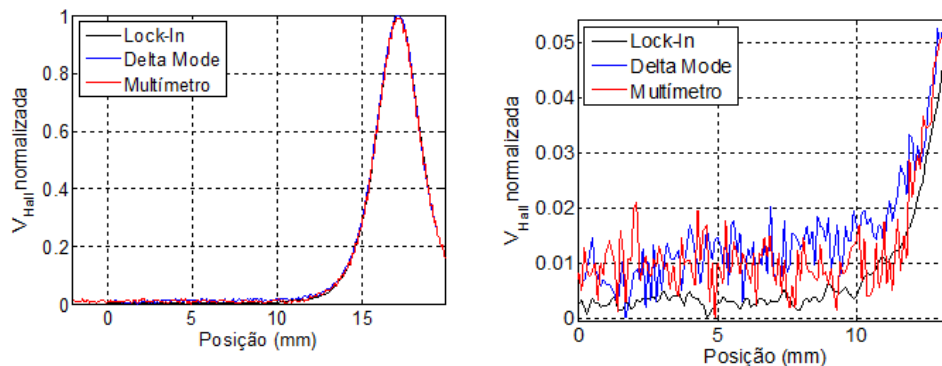 V_Hall normalizada
1
0.8
0.6
0.4
0.2
0
Lock-In
Delta Mode
Multímetro
0 5 10 15
Posição (mm)
V_Hall normalizada
0.05
0.04
0.03
0.02
0.01
0
Lock-In
Delta Mode
Multímetro
0 5 10
Posição (mm)